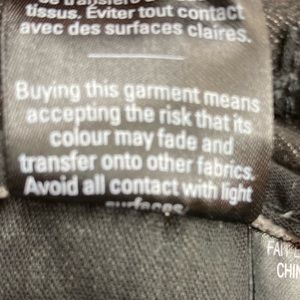 tissus. Éviter tout contact
avec des surfaces claires.
Buying this garment means
accepting the risk that its
colour may fade and
transfer onto other fabrics.
Avoid all contact with light
surfaces.